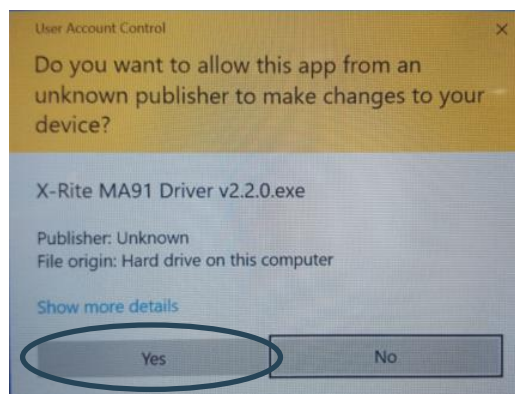 User Account Control
Do you want to allow this app from an
unknown publisher to make changes to your
device?
X-Rite MA91 Driver v2.2.0.exe
Publisher: Unknown
File origin: Hard drive on this computer
Show more details
Yes
No